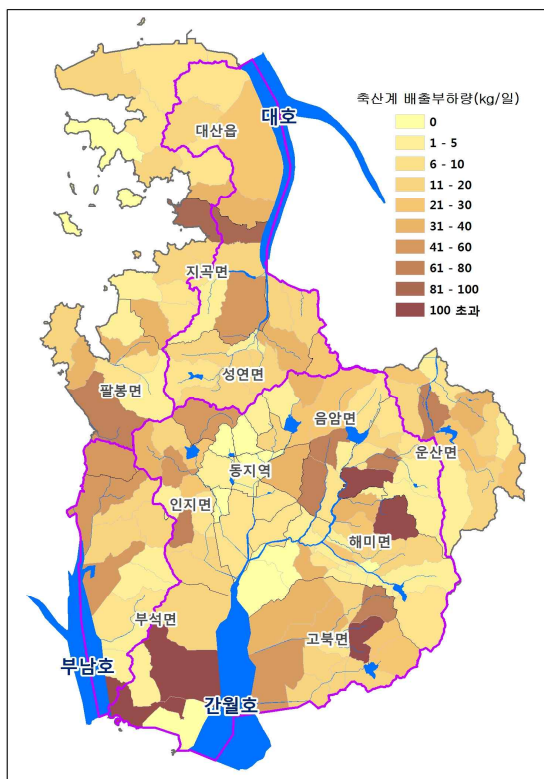 축산계 배출부하량(kg/일)
0
1 - 5
6 - 10
11 - 20
21 - 30
31 - 40
41 - 60
61 - 80
81 - 100
100 초과
대호
대산읍
지곡면
성연면
팔봉면
음암면
운산면
동지역
인지면
해미면
부석면
고북면
부남호
간월호